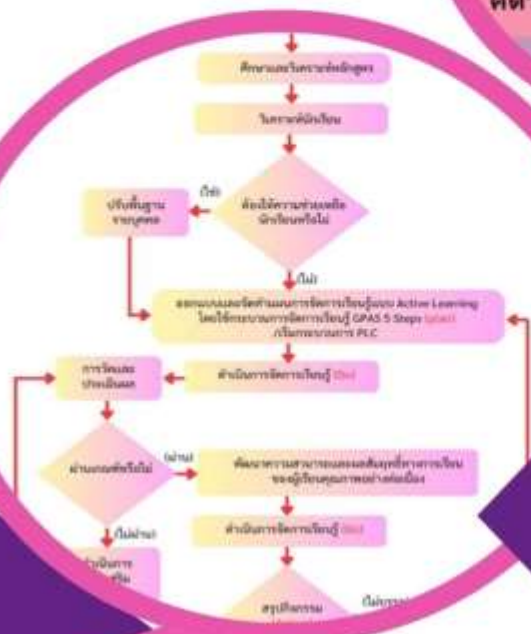 ศึกษาและวิเคราะห์หลักสูตร
วิเคราะห์นักเรียน
ต้องให้ความช่วยเหลือ
นักเรียนหรือไม่
(ใช่)
ปรับพื้นฐาน
รายบุคคล
(ไม่)
ออกแบบและจัดทำแผนการจัดการเรียนรู้แบบ Active Learning
โดยใช้กระบวนการจัดการเรียนรู้ GPAS 5 Steps (plan)
กระบวนการ PLC
ดำเนินการจัดการเรียนรู้ (Do)
การวัดและ
ประเมินผล
ผ่านเกณฑ์หรือไม่
(ผ่าน)
พัฒนาความสามารถและผลสัมฤทธิ์ทางการเรียน
ของผู้เรียนคุณภาพอย่างต่อเนื่อง
(ไม่ผ่าน)
ดำเนินการจัดการเรียนรู้ (Do)
สรุปกิจกรรม